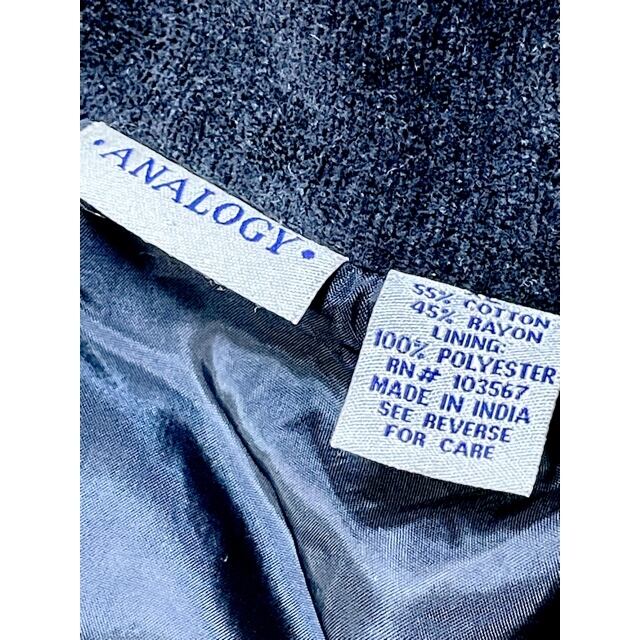 •ANALOGY•
55% COTTON
45% RAYON
LINING:
100% POLYESTER
RN# 103567
MADE IN INDIA
SEE REVERSE
FOR CARE